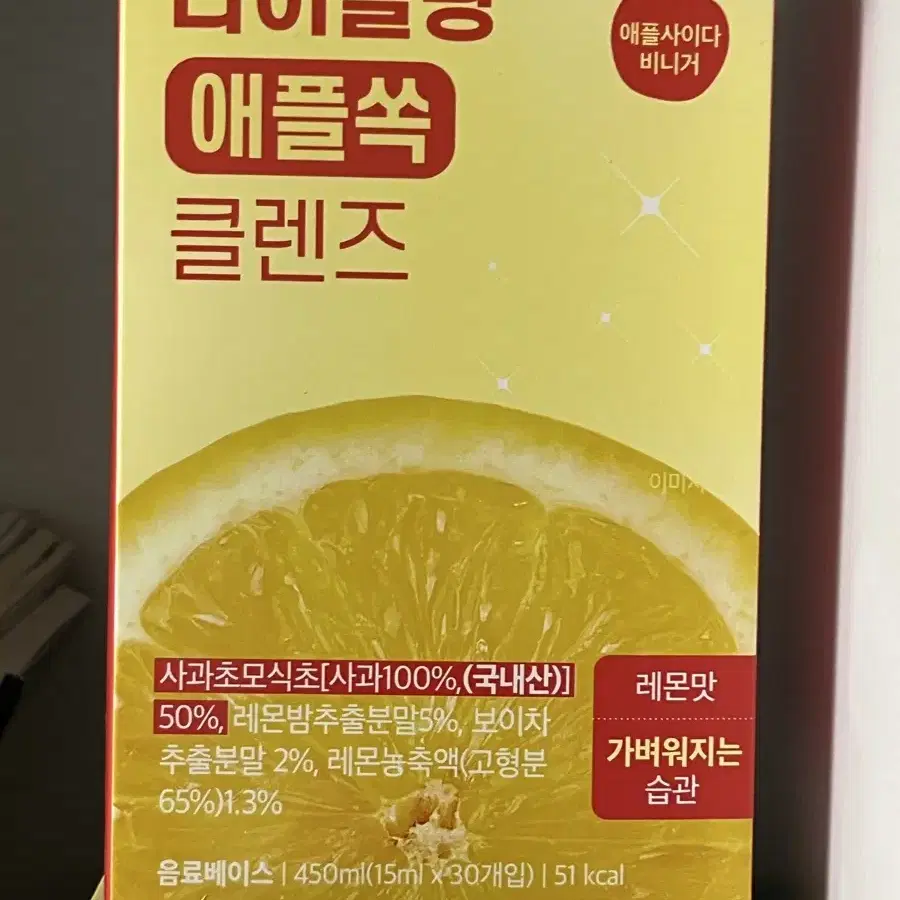 애플사이다
비니거
애플쏙
클렌즈
사과초모식초[사과100%,(국내산)]
50%, 레몬밤추출분말5%, 보이차
추출분말 2%, 레몬농축액(고형분
65%)1.3%
레몬맛
가벼워지는
습관
음료베이스 | 450ml(15ml x 30개입) | 51 kcal